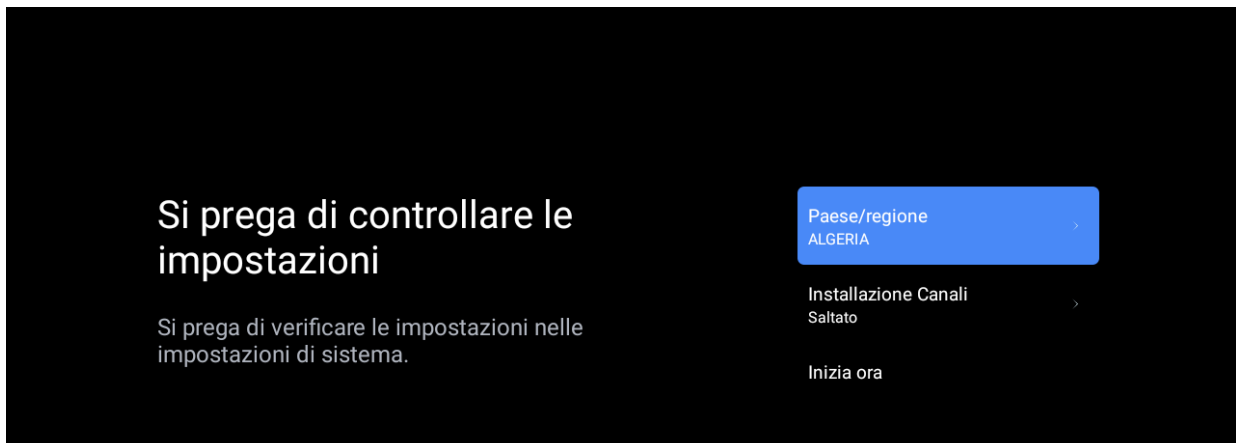 Si prega di controllare le
impostazioni
Si prega di verificare le impostazioni nelle
impostazioni di sistema.
Paese/regione
ALGERIA
Installazione Canali
Saltato
Inizia ora